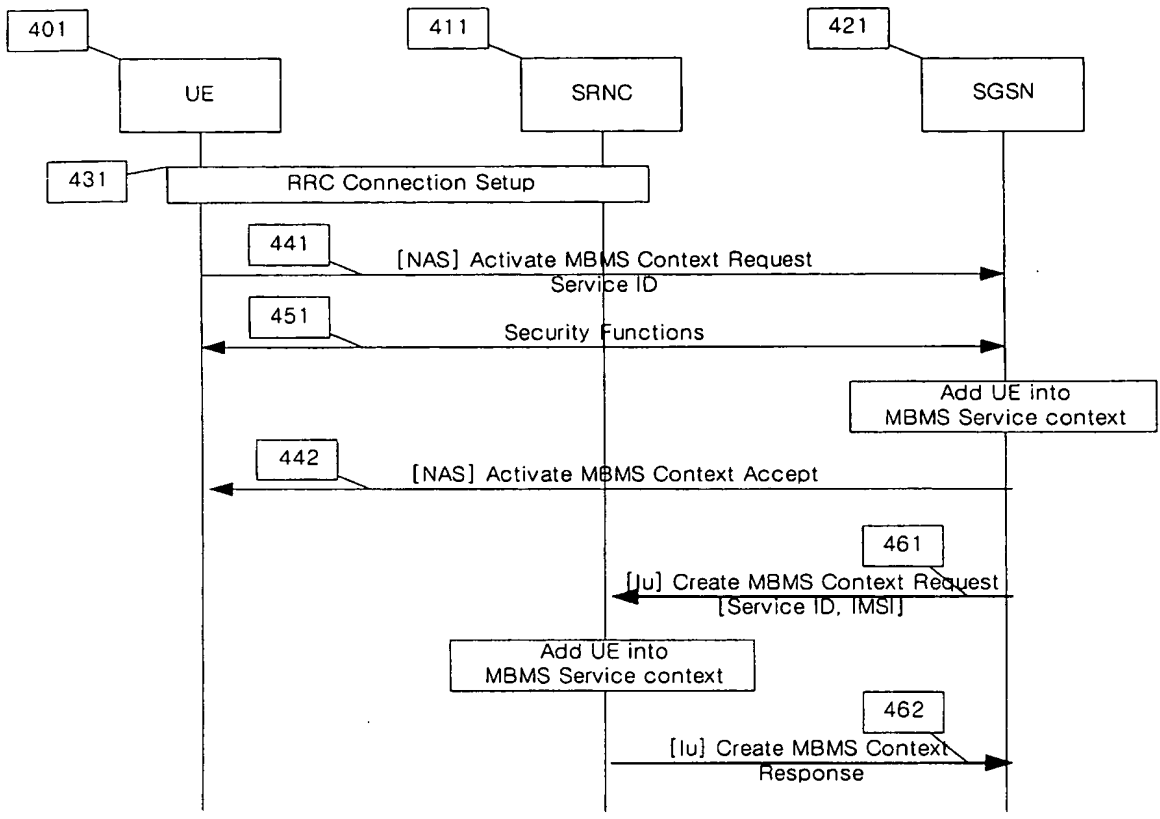 401
411
421
UE
SRNC
SGSN
431
RRC Connection Setup
441
[NAS] Activate MBMS Context Request
Service ID
451
Security Functions
Add UE into
MBMS Service context
442
[NAS] Activate MBMS Context Accept
461
[Iu] Create MBMS Context Request
[Service ID, IMSI]
Add UE into
MBMS Service context
462
[Iu] Create MBMS Context
Response